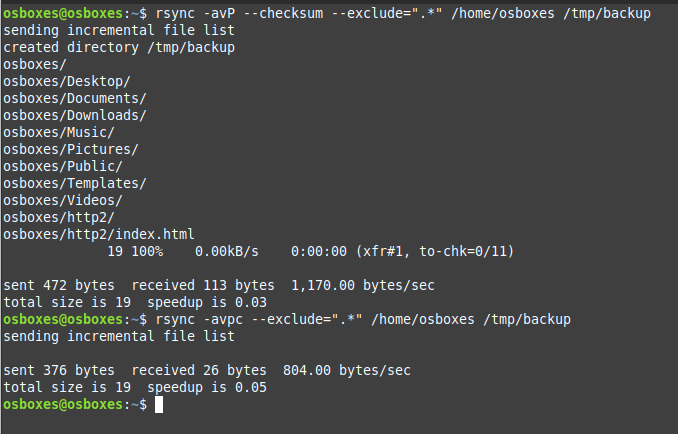 osboxes@osboxes:~$ rsync -avP --checksum --exclude=".*" /home/osboxes /tmp/backup
sending incremental file list
created directory /tmp/backup
osboxes/
osboxes/Desktop/
osboxes/Documents/
osboxes/Downloads/
osboxes/Music/
osboxes/Pictures/
osboxes/Public/
osboxes/Templates/
osboxes/Videos/
osboxes/http2/
osboxes/http2/index.html
             19 100%    0.00kB/s    0:00:00 (xfr#1, to-chk=0/11)

sent 472 bytes  received 113 bytes  1,170.00 bytes/sec
total size is 19  speedup is 0.03
osboxes@osboxes:~$ rsync -avpc --exclude=".*" /home/osboxes /tmp/backup
sending incremental file list

sent 376 bytes  received 26 bytes  804.00 bytes/sec
total size is 19  speedup is 0.05
osboxes@osboxes:~$